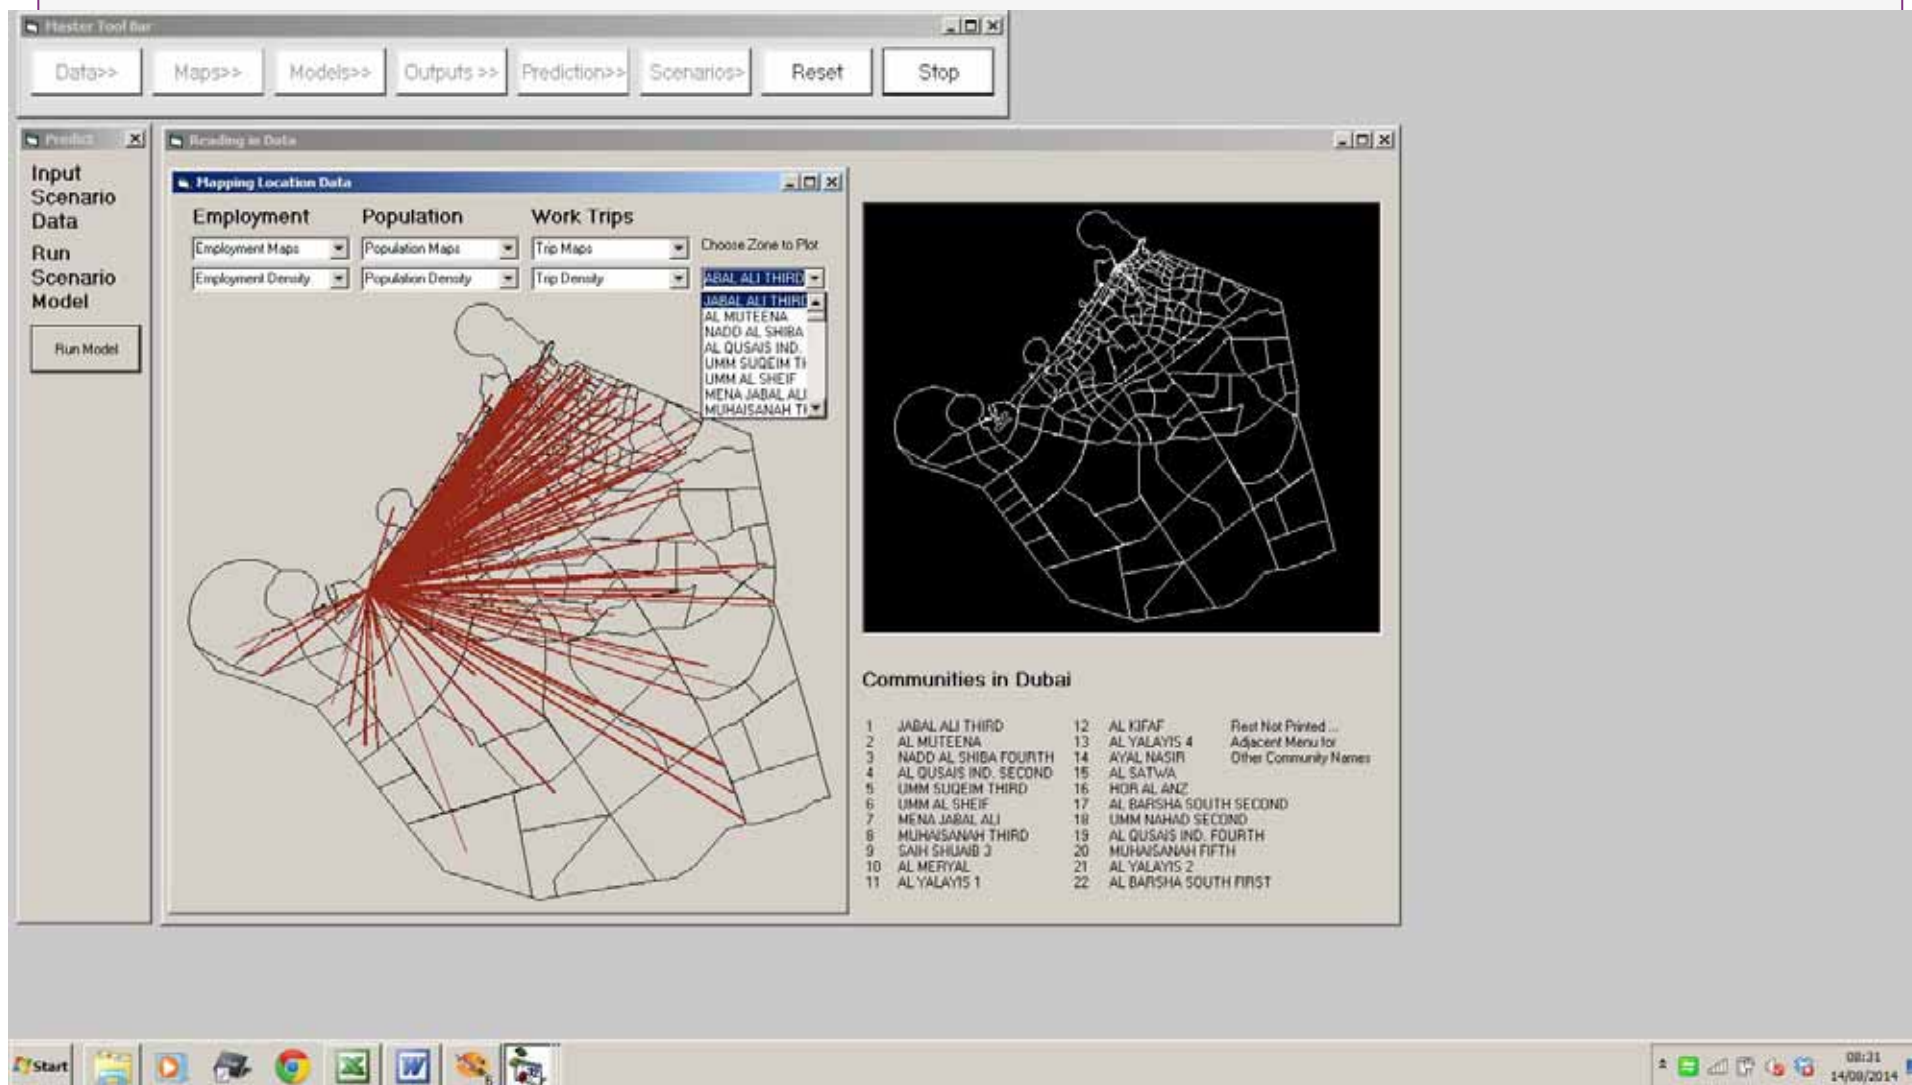 Master Tool Bar
Data>>
Maps>>
Models>>
Outputs >>
Prediction>>
Scenarios>
Reset
Stop
Predict
Input
Scenario
Data
Run
Scenario
Model
Run Model
Reading in Data
Mapping Location Data
Employment
Population
Work Trips
Employment Maps
Population Maps
Trip Maps
Choose Zone to Plot
Employment Density
Population Density
Trip Density
ABAL ALI THIRD
JABAL ALI THIRD
AL MUTEENA
NADD AL SHIBA
AL QUSAIS IND.
UMM SUQEIM TH
UMM AL SHEIF
MENA JABAL ALI
MUHAISANAH TH
Communities in Dubai
1 JABAL ALI THIRD
2 AL MUTEENA
3 NADD AL SHIBA FOURTH
4 AL QUSAIS IND. SECOND
5 UMM SUQEIM THIRD
6 UMM AL SHEIF
7 MENA JABAL ALI
8 MUHAISANAH THIRD
9 SAIH SHUAIB 3
10 AL MERYAL
11 AL YALAYIS 1
12 AL KIFAF
13 AL YALAYIS 4
14 AYAL NASIR
15 AL SATWA
16 HOR AL ANZ
17 AL BARSHA SOUTH SECOND
18 UMM NAHAD SECOND
19 AL QUSAIS IND. FOURTH
20 MUHAISANAH FIFTH
21 AL YALAYIS 2
22 AL BARSHA SOUTH FIRST
Rest Not Printed ...
Adjacent Menu for
Other Community Names
Start
08:31
14/08/2014